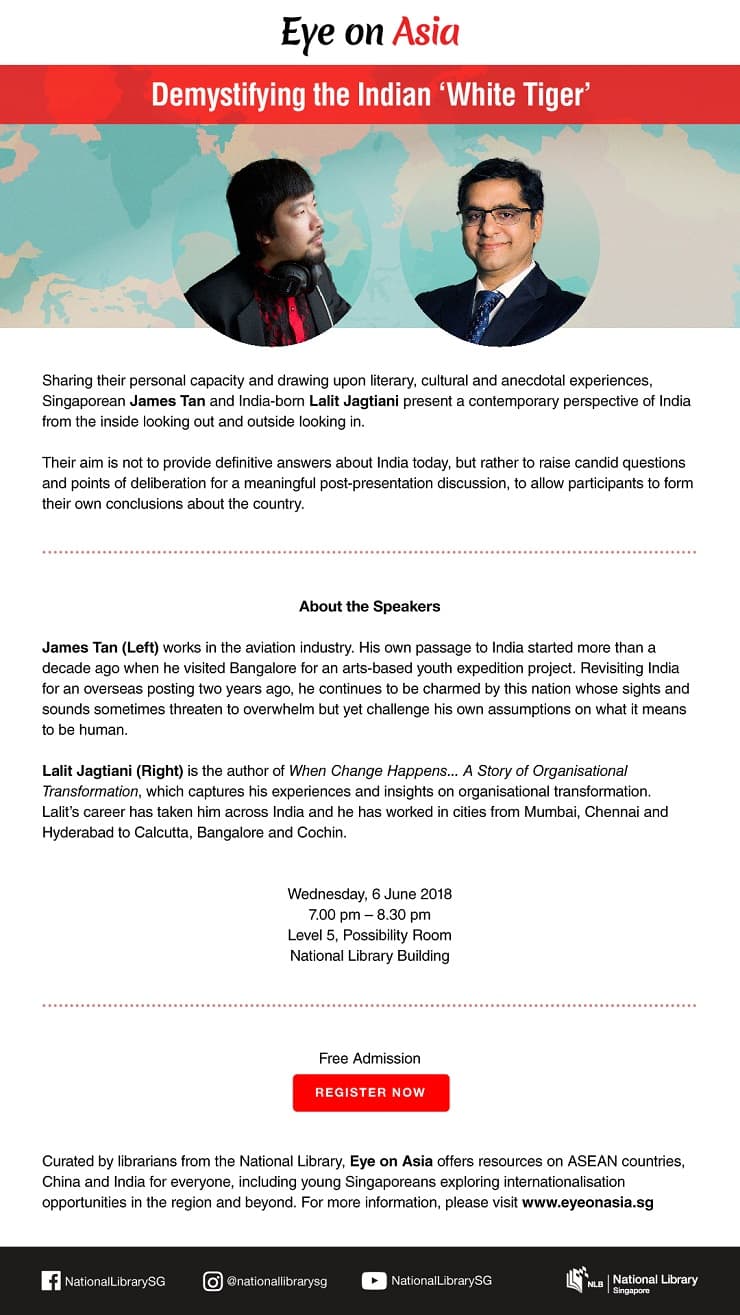 Eye on Asia
Demystifying the Indian ‘White Tiger’
Sharing their personal capacity and drawing upon literary, cultural and anecdotal experiences,
Singaporean James Tan and India-born Lalit Jagtiani present a contemporary perspective of India
from the inside looking out and outside looking in.
Their aim is not to provide definitive answers about India today, but rather to raise candid questions
and points of deliberation for a meaningful post-presentation discussion, to allow participants to form
their own conclusions about the country.
About the Speakers
James Tan (Left) works in the aviation industry. His own passage to India started more than a
decade ago when he visited Bangalore for an arts-based youth expedition project. Revisiting India
for an overseas posting two years ago, he continues to be charmed by this nation whose sights and
sounds sometimes threaten to overwhelm but yet challenge his own assumptions on what it means
to be human.
Lalit Jagtiani (Right) is the author of When Change Happens... A Story of Organisational
Transformation, which captures his experiences and insights on organisational transformation.
Lalit’s career has taken him across India and he has worked in cities from Mumbai, Chennai and
Hyderabad to Calcutta, Bangalore and Cochin.
Wednesday, 6 June 2018
7.00 pm – 8.30 pm
Level 5, Possibility Room
National Library Building
Free Admission
REGISTER NOW
Curated by librarians from the National Library, Eye on Asia offers resources on ASEAN countries,
China and India for everyone, including young Singaporeans exploring internationalisation
opportunities in the region and beyond. For more information, please visit www.eyeonasia.sg
NationalLibrarySG @nationallibrarysg NationalLibrarySG NLB National Library
Singapore